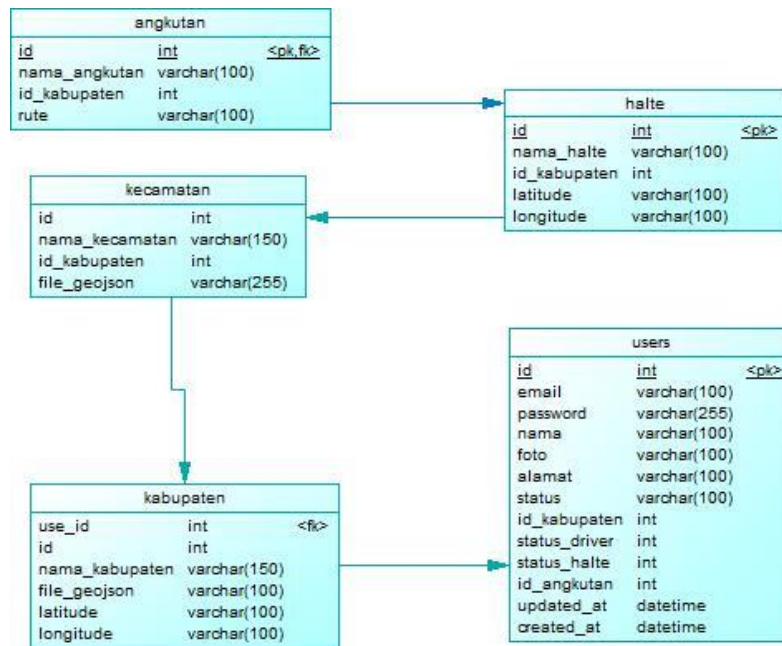 angkutan
id int <pk,fk>
nama_angkutan varchar(100)
id_kabupaten int
rute varchar(100)
halte
id int <pk>
nama_halte varchar(100)
id_kabupaten int
latitude varchar(100)
longitude varchar(100)
kecamatan
id int
nama_kecamatan varchar(150)
id_kabupaten int
file_geojson varchar(255)
users
id int <pk>
email varchar(100)
password varchar(255)
nama varchar(100)
foto varchar(100)
alamat varchar(100)
status varchar(100)
id_kabupaten int
status_driver int
status_halte int
id_angkutan int
updated_at datetime
created_at datetime
kabupaten
use_id int <fk>
id int
nama_kabupaten varchar(150)
file_geojson varchar(100)
latitude varchar(100)
longitude varchar(100)